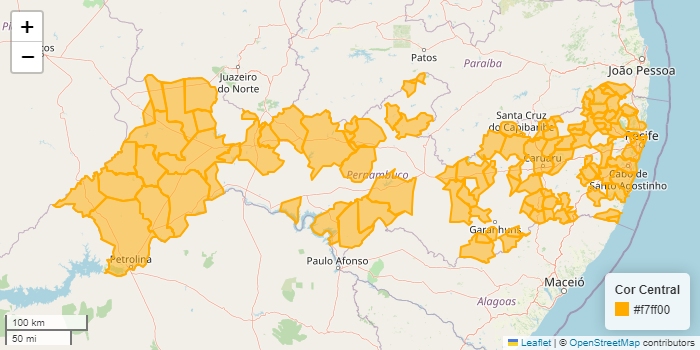 +
−
Patos
Paraíba
João Pessoa
Juazeiro
do Norte
Santa Cruz
do Capibaribe
Recife
Caruaru
Pernambuco
Cabo de
Santo Agostinho
Garanhuns
Petrolina
Paulo Afonso
Maceió
Alagoas
Cor Central
#f7ff00
100 km
50 mi
Leaflet | © OpenStreetMap contributors